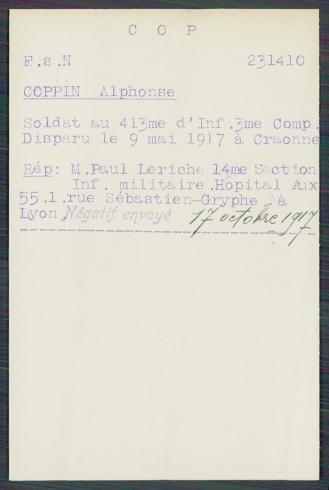 C O P
F.s.N 231410
COPPIN Alphonse
Soldat au 413me d'Inf.3me Comp.
Disparu le 9 mai 1917 à Craonne
Rép: M.Paul Leriche 14me Section
Inf. militaire.Hopital Aux
55.1.rue Sébastien-Gryphe à
Lyon Négatif envoyé 17 octobre 1917